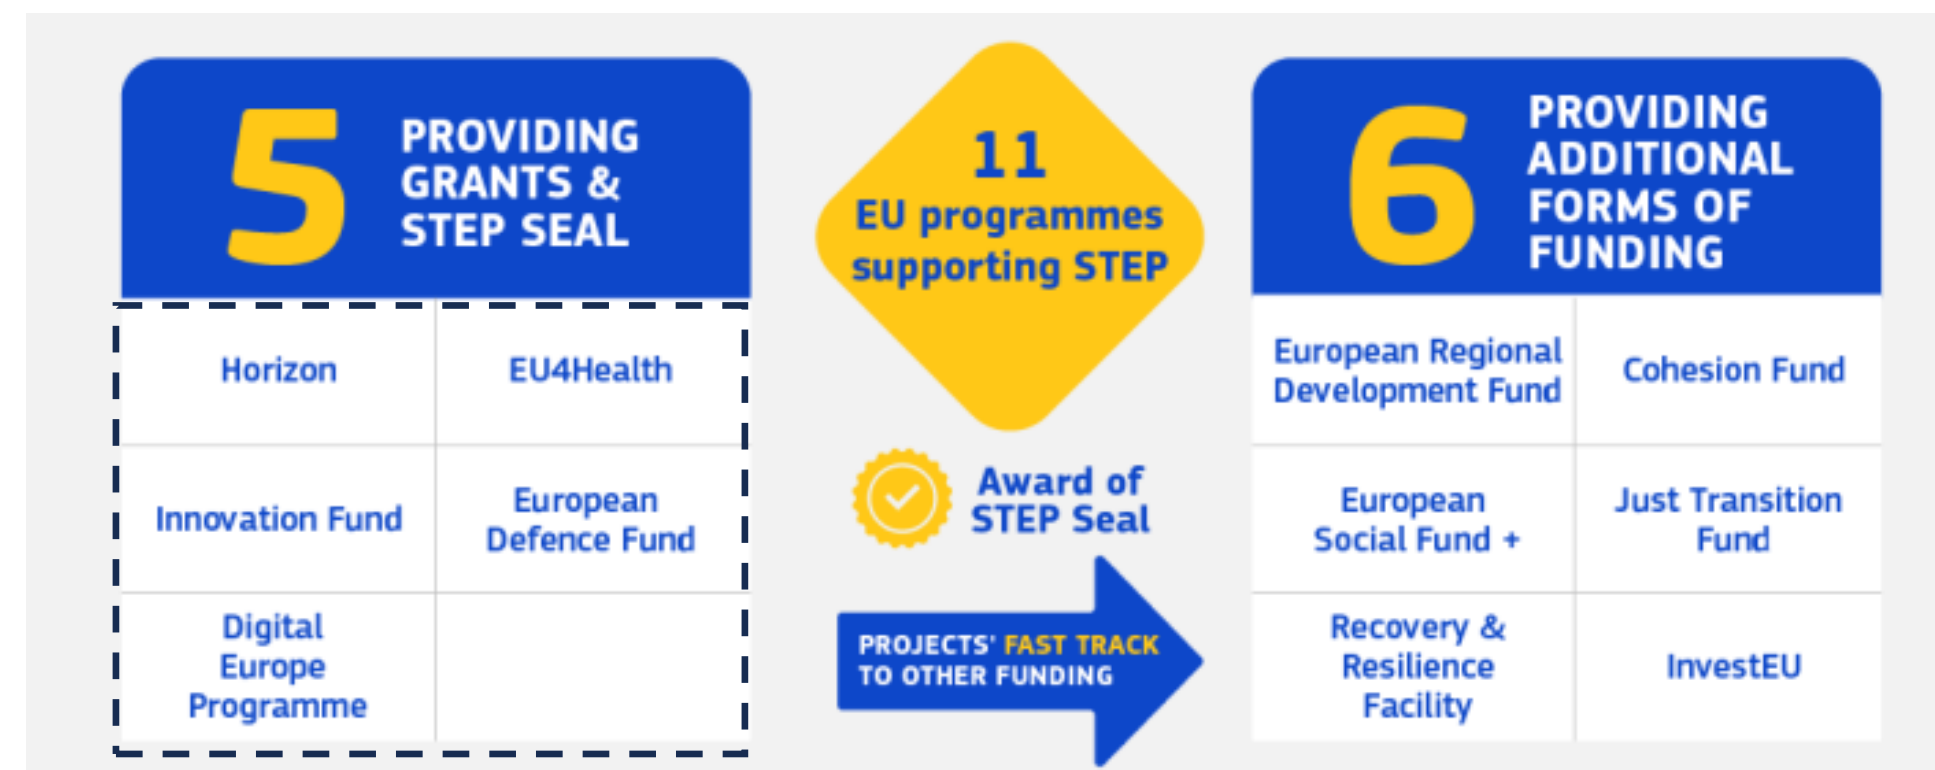 5
PROVIDING
GRANTS &
STEP SEAL
Horizon
EU4Health
Innovation Fund
European
Defence Fund
Digital
Europe
Programme
11
EU programmes
supporting STEP
Award of
STEP Seal
PROJECTS' FAST TRACK
TO OTHER FUNDING
6
PROVIDING
ADDITIONAL
FORMS OF
FUNDING
European Regional
Development Fund
Cohesion Fund
European
Social Fund +
Just Transition
Fund
Recovery &
Resilience
Facility
InvestEU